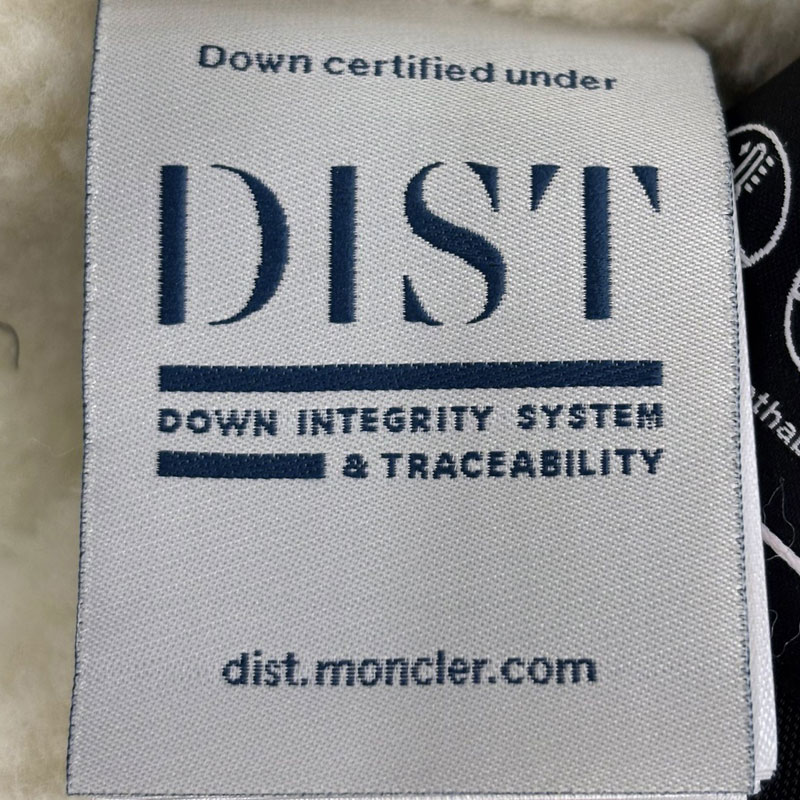 Down certified under
DIST
DOWN INTEGRITY SYSTEM
& TRACEABILITY
dist.moncler.com